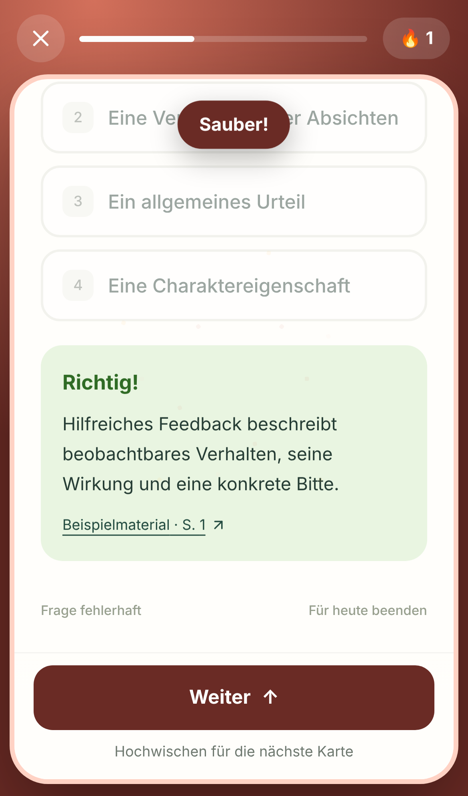 🔥 1
Sauber!
2 Eine Ve Absichten
3 Ein allgemeines Urteil
4 Eine Charaktereigenschaft
Richtig!
Hilfreiches Feedback beschreibt
beobachtbares Verhalten, seine
Wirkung und eine konkrete Bitte.
Beispielmaterial · S. 1 ↗
Frage fehlerhaft
Für heute beenden
Weiter ↑
Hochwischen für die nächste Karte